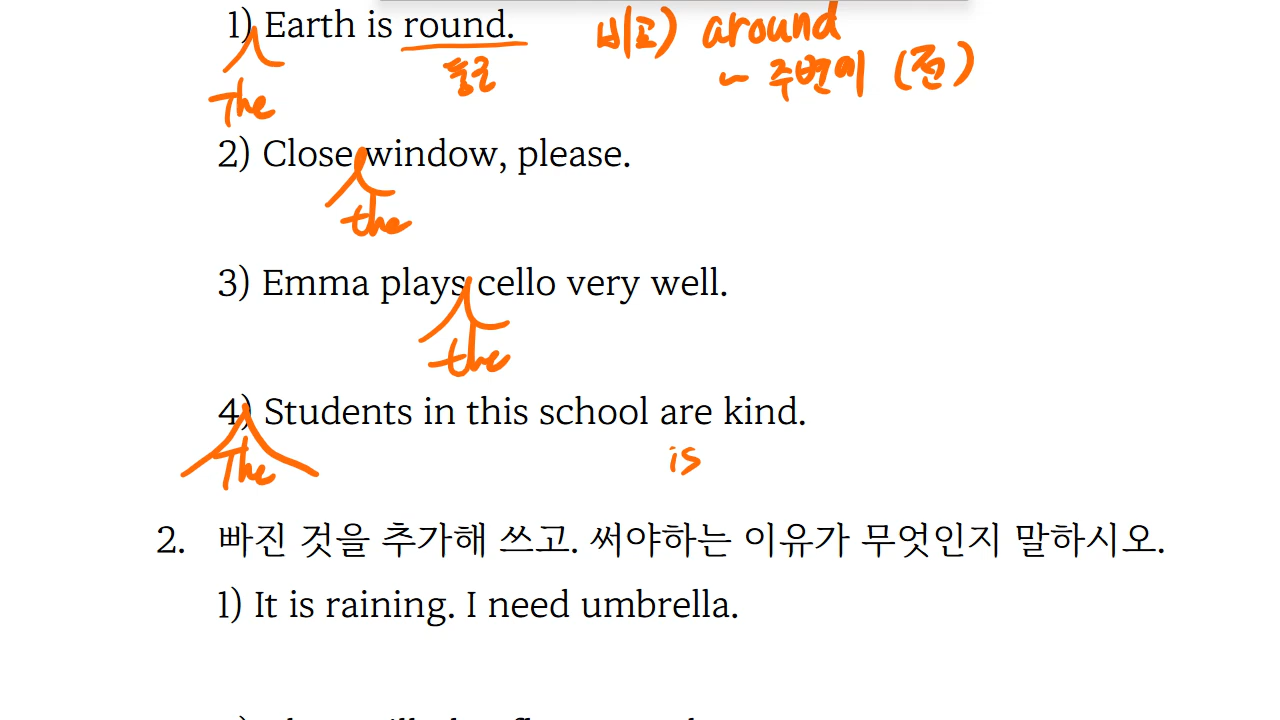 1) Earth is round. 비교) around
둥근 ~ 주변에 (전)
The
2) Close window, please.
the
3) Emma plays cello very well.
the
4) Students in this school are kind.
The is
2. 빠진 것을 추가해 쓰고. 써야하는 이유가 무엇인지 말하시오.
1) It is raining. I need umbrella.